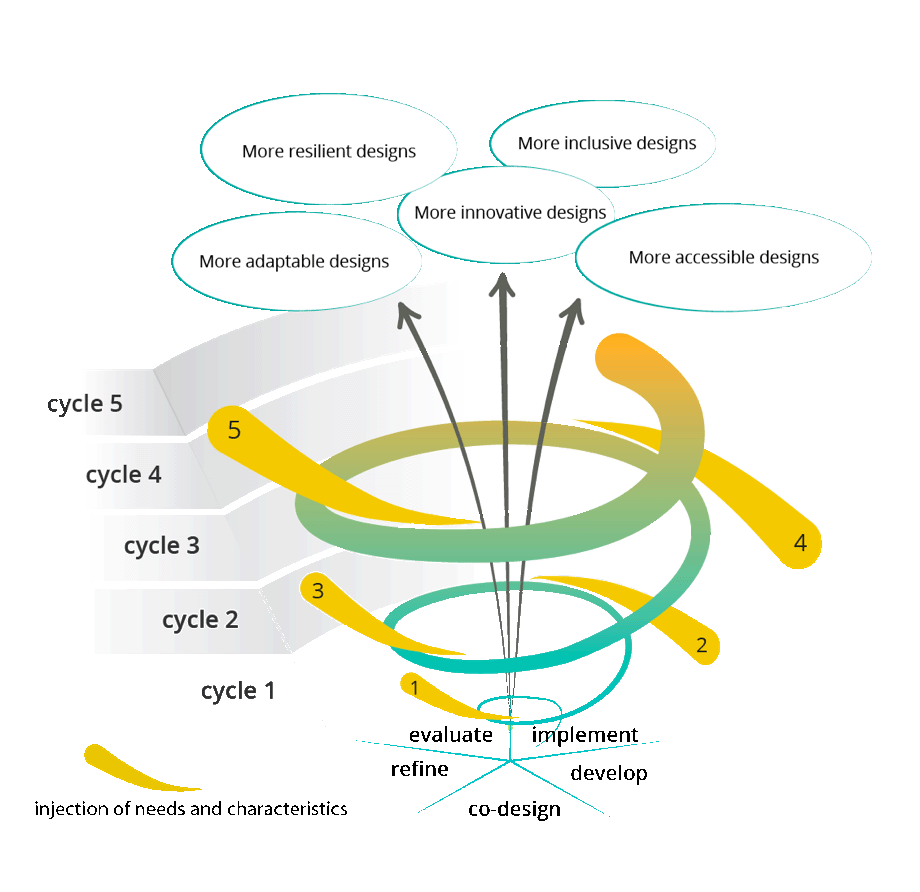 More resilient designs
More inclusive designs
More innovative designs
More adaptable designs
More accessible designs
cycle 5
5
cycle 4
4
cycle 3
3
cycle 2
2
cycle 1
1
evaluate
implement
refine
develop
co-design
injection of needs and characteristics